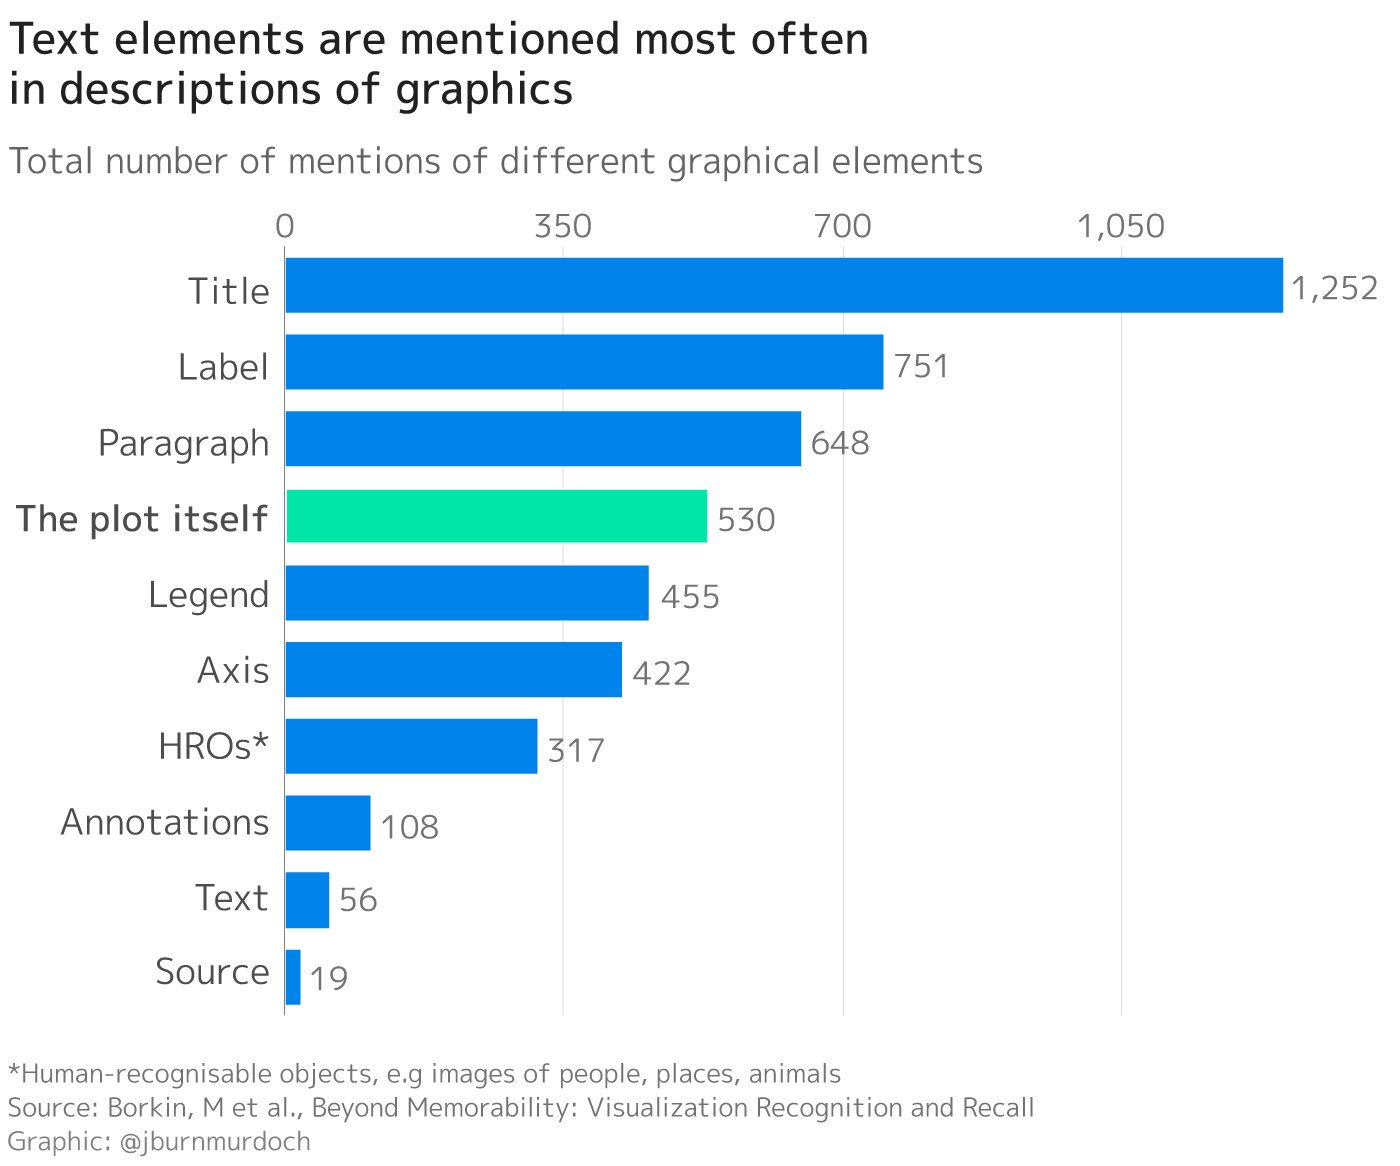 Text elements are mentioned most often
in descriptions of graphics
Total number of mentions of different graphical elements
0 350 700 1,050
Title 1,252
Label 751
Paragraph 648
The plot itself 530
Legend 455
Axis 422
HROs* 317
Annotations 108
Text 56
Source 19
*Human-recognisable objects, e.g images of people, places, animals
Source: Borkin, M et al., Beyond Memorability: Visualization Recognition and Recall
Graphic: @jburnmurdoch